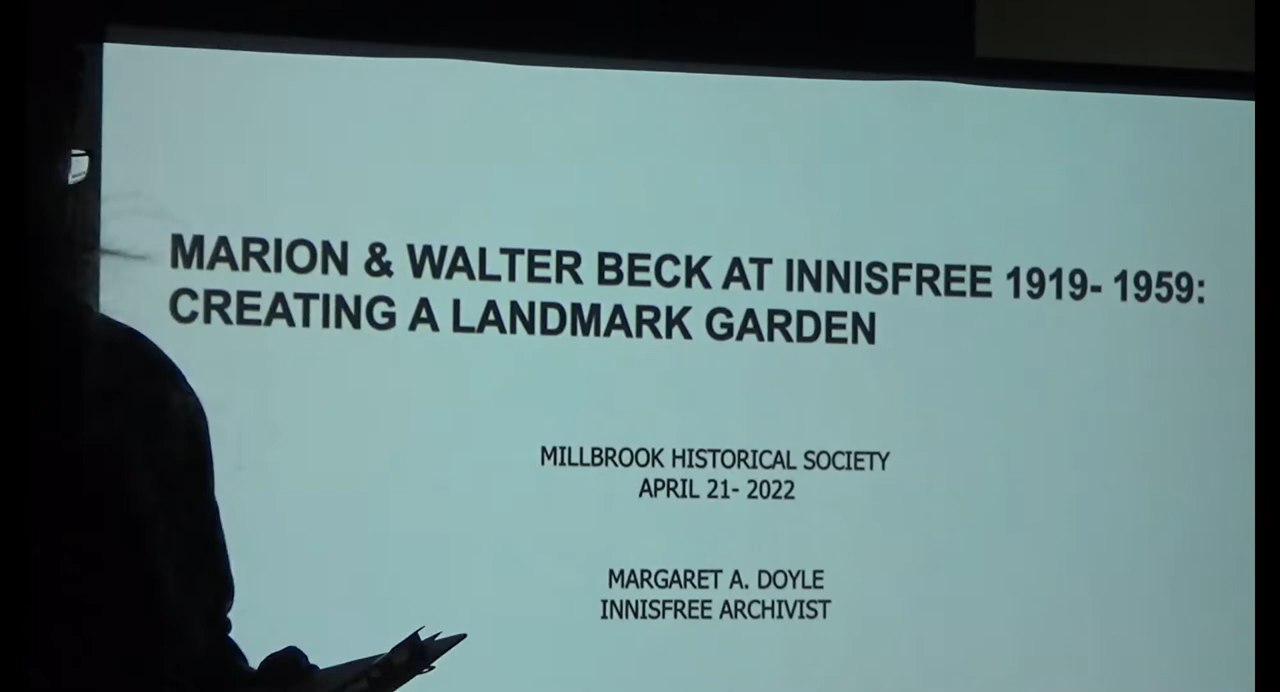 MARION & WALTER BECK AT INNISFREE 1919- 1959:
CREATING A LANDMARK GARDEN
MILLBROOK HISTORICAL SOCIETY
APRIL 21- 2022
MARGARET A. DOYLE
INNISFREE ARCHIVIST